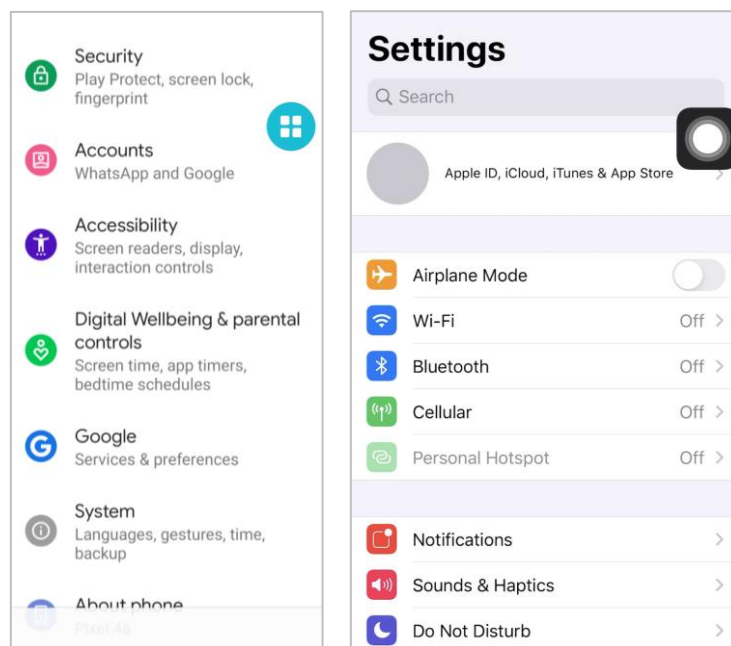 Security
Play Protect, screen lock,
fingerprint
Accounts
WhatsApp and Google
Accessibility
Screen readers, display,
interaction controls
Digital Wellbeing & parental
controls
Screen time, app timers,
bedtime schedules
Google
Services & preferences
System
Languages, gestures, time,
backup
About phone
Pixel 4a
Settings
Search
Apple ID, iCloud, iTunes & App Store
Airplane Mode
Wi-Fi Off
Bluetooth Off
Cellular Off
Personal Hotspot Off
Notifications
Sounds & Haptics
Do Not Disturb